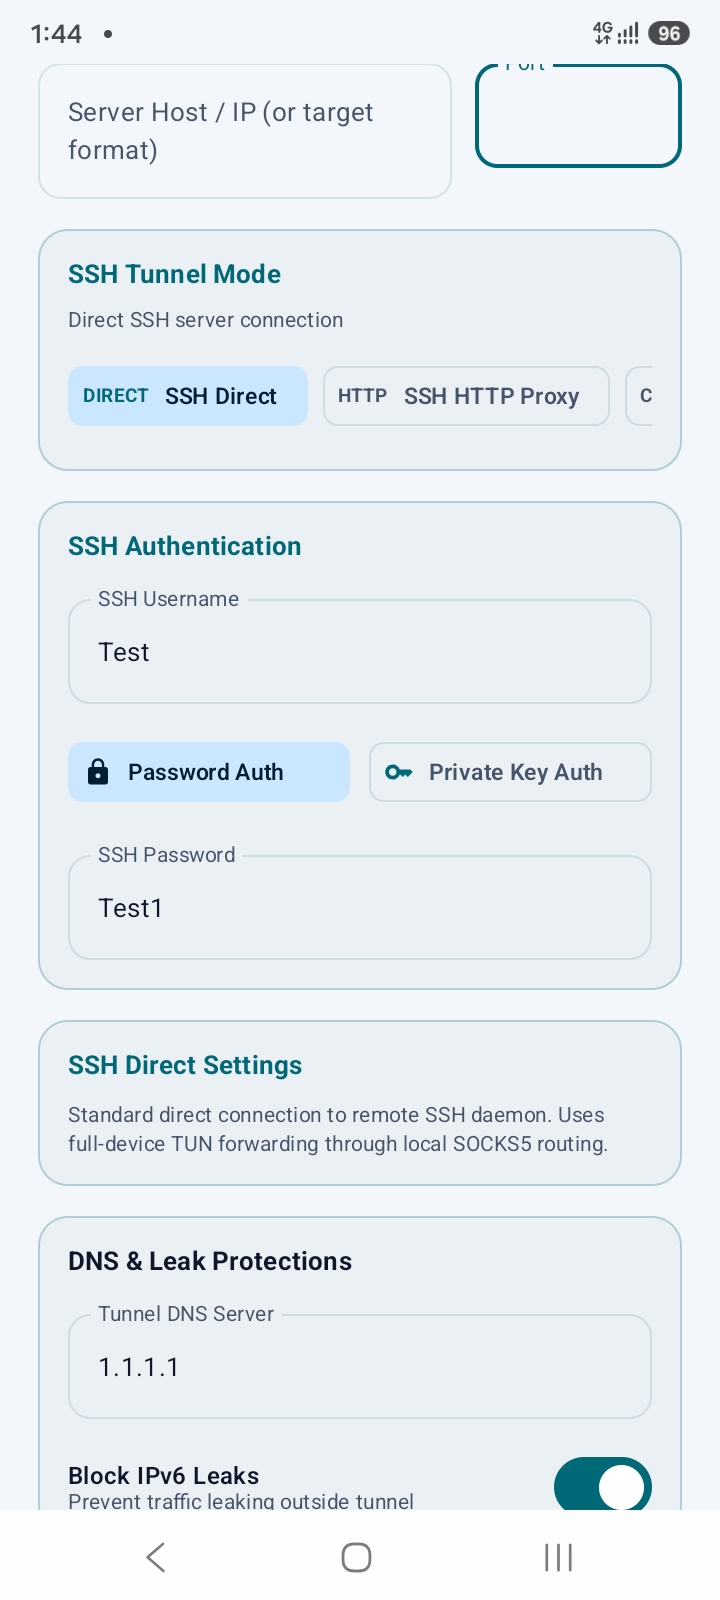 1:44
4G
96
Port
Server Host / IP (or target
format)
SSH Tunnel Mode
Direct SSH server connection
DIRECT SSH Direct
HTTP SSH HTTP Proxy
C
SSH Authentication
SSH Username
Test
Password Auth
Private Key Auth
SSH Password
Test1
SSH Direct Settings
Standard direct connection to remote SSH daemon. Uses
full-device TUN forwarding through local SOCKS5 routing.
DNS & Leak Protections
Tunnel DNS Server
1.1.1.1
Block IPv6 Leaks
Prevent traffic leaking outside tunnel